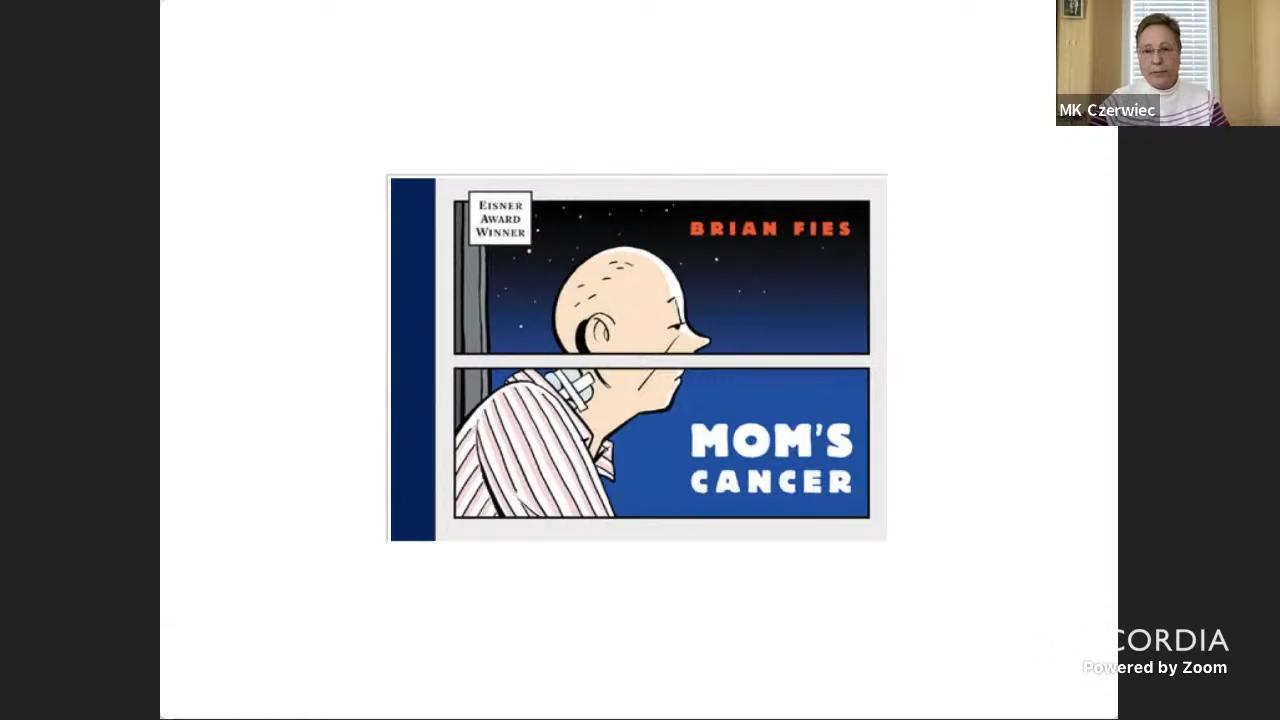 MK Czerwiec
EISNER
AWARD
WINNER
BRIAN FIES
MOM'S
CANCER
CORDIA
Powered by Zoom